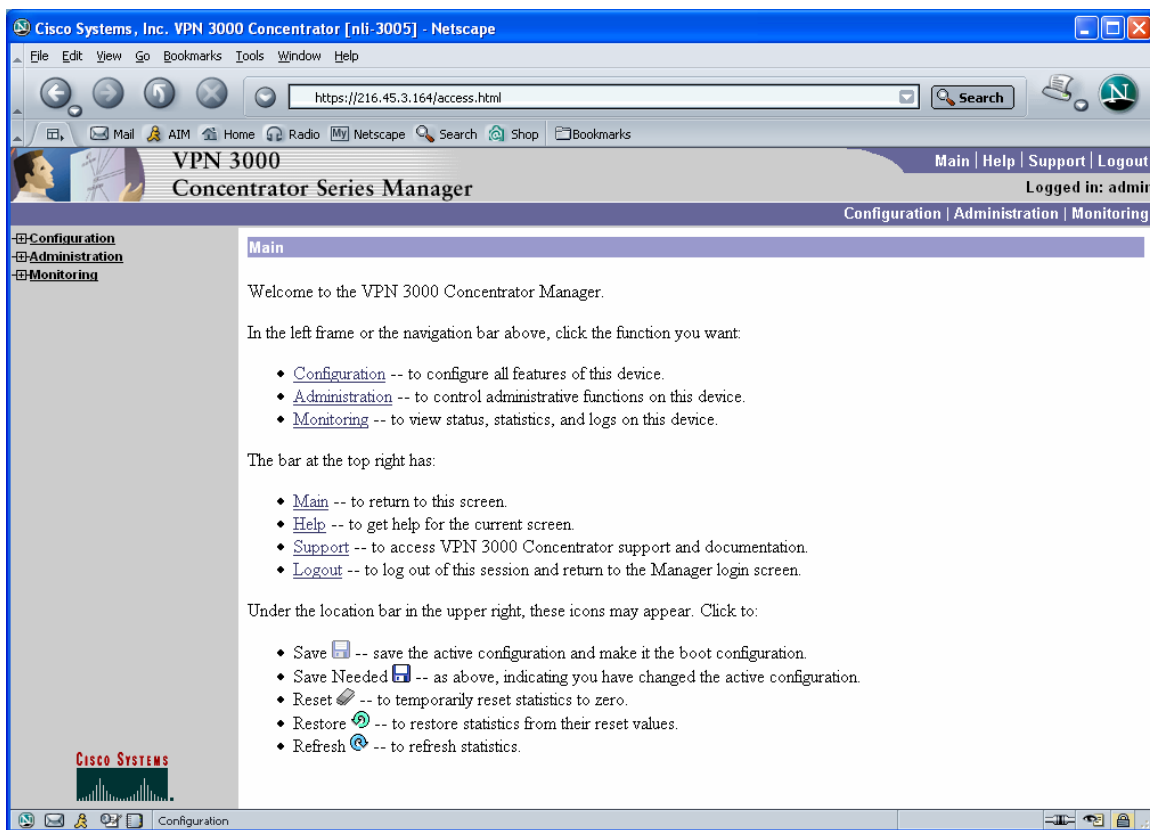 Cisco Systems, Inc. VPN 3000 Concentrator [nli-3005] - Netscape
File Edit View Go Bookmarks Tools Window Help
https://216.45.3.164/access.html
Search
Mail AIM Home Radio My Netscape Search Shop Bookmarks
VPN 3000
Concentrator Series Manager
Main | Help | Support | Logout
Logged in: admin
Configuration | Administration | Monitoring
Configuration
Administration
Monitoring
Main
Welcome to the VPN 3000 Concentrator Manager.
In the left frame or the navigation bar above, click the function you want:
• Configuration -- to configure all features of this device.
• Administration -- to control administrative functions on this device.
• Monitoring -- to view status, statistics, and logs on this device.
The bar at the top right has:
• Main -- to return to this screen.
• Help -- to get help for the current screen.
• Support -- to access VPN 3000 Concentrator support and documentation.
• Logout -- to log out of this session and return to the Manager login screen.
Under the location bar in the upper right, these icons may appear. Click to:
• Save -- save the active configuration and make it the boot configuration.
• Save Needed -- as above, indicating you have changed the active configuration.
• Reset -- to temporarily reset statistics to zero.
• Restore -- to restore statistics from their reset values.
• Refresh -- to refresh statistics.
CISCO SYSTEMS
Configuration